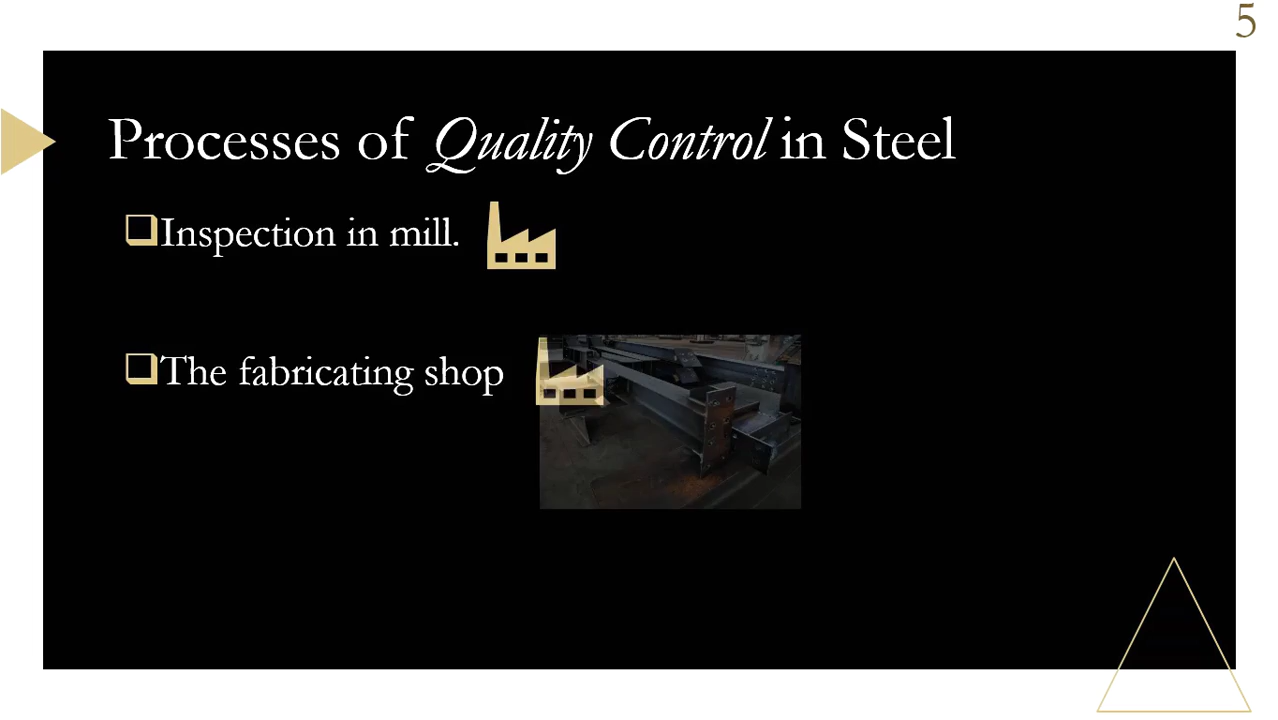 5
Processes of Quality Control in Steel
Inspection in mill.
The fabricating shop